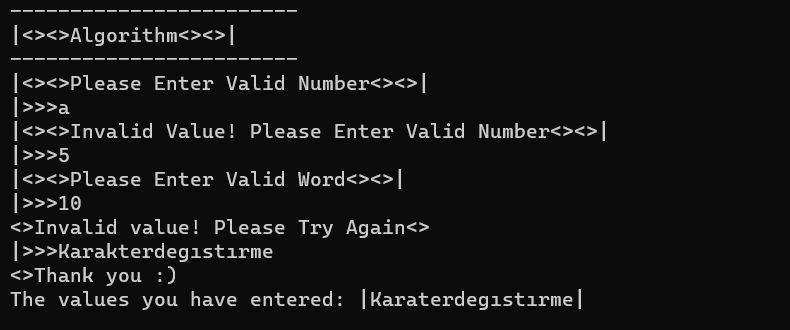 ------------------------
|<><>Algorithm<><>|
------------------------
|<><>Please Enter Valid Number<><>|
|>>>a
|<><>Invalid Value! Please Enter Valid Number<><>|
|>>>5
|<><>Please Enter Valid Word<><>|
|>>>10
<>Invalid value! Please Try Again<>
|>>>Karakterdegıstırme
<>Thank you :)
The values you have entered: |Karaterdegıstırme|